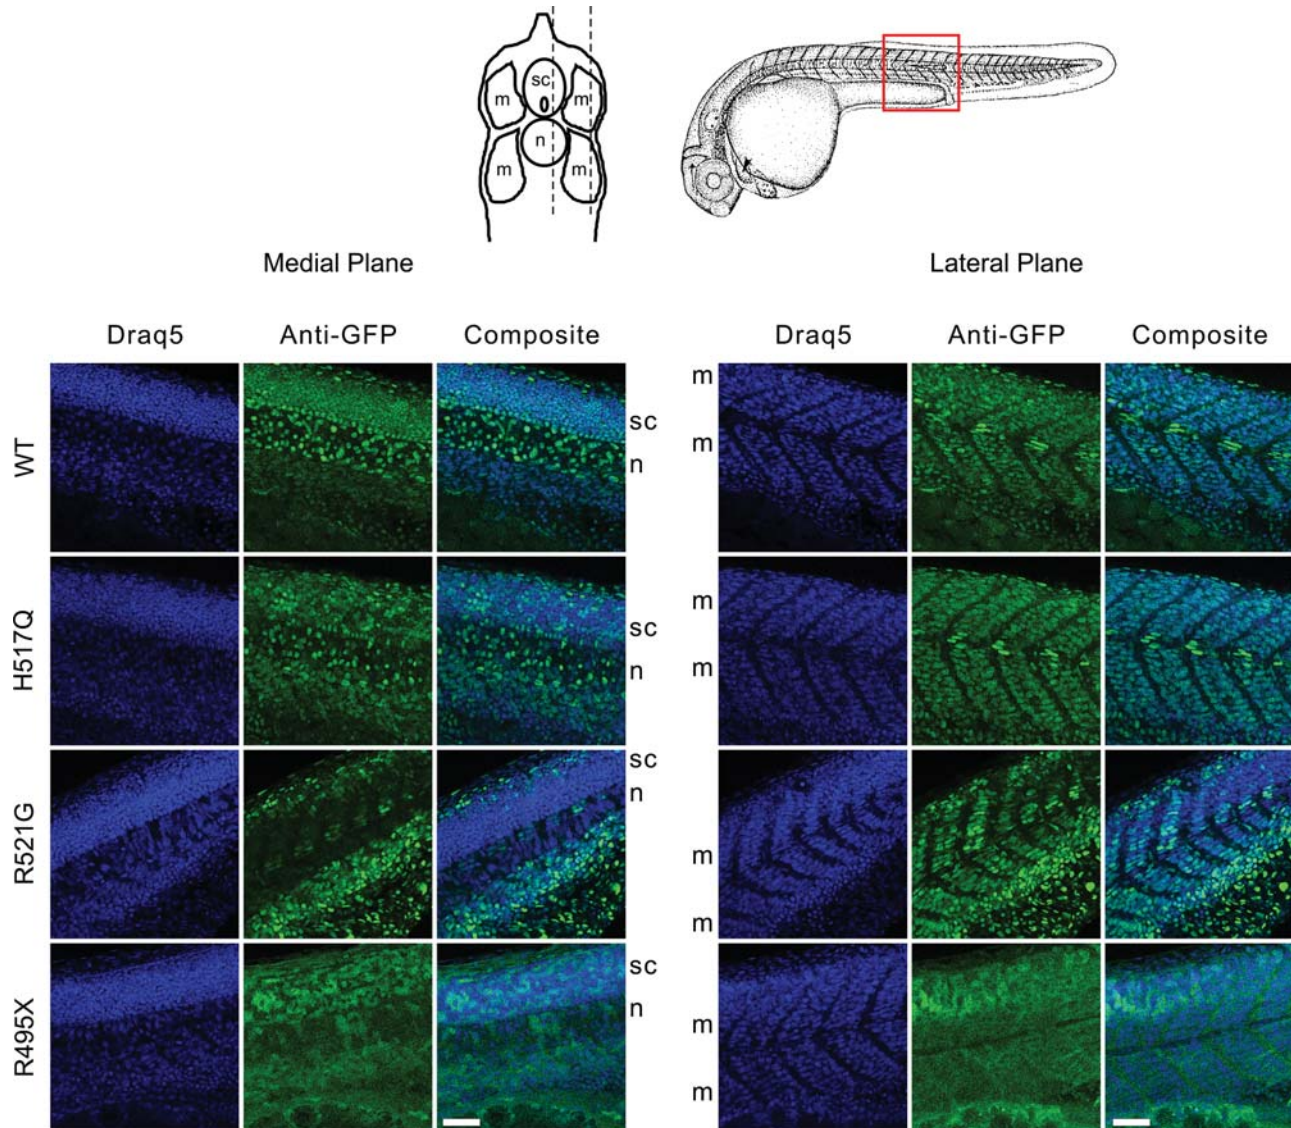 sc
m m
n
m m
Medial Plane Lateral Plane
Draq5 Anti-GFP Composite Draq5 Anti-GFP Composite
WT
sc
n
m
m
H517Q
sc
n
m
m
R521G
sc
n
m
m
R495X
sc
n
m
m